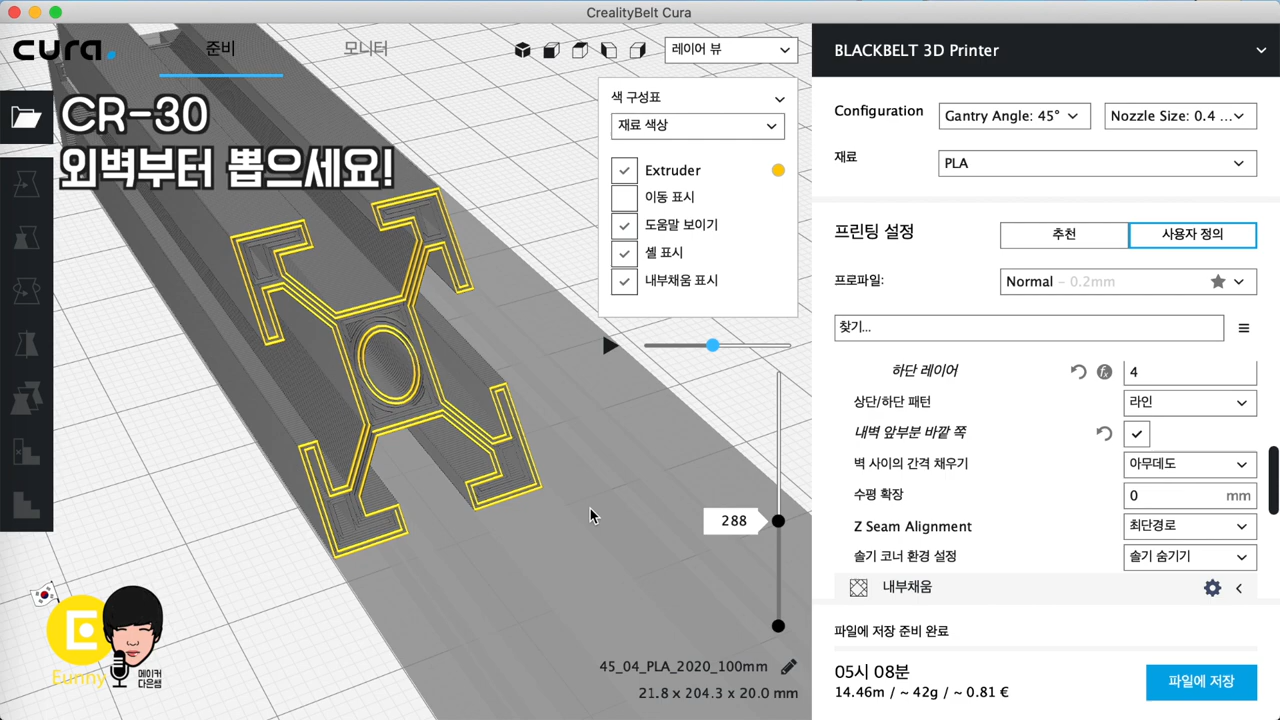 CrealityBelt Cura
cura.
준비
모니터
레이어 뷰
CR-30
외벽부터 뽑으세요!
색 구성표
재료 색상
Extruder
이동 표시
도움말 보이기
셸 표시
내부채움 표시
288
45_04_PLA_2020_100mm
21.8 x 204.3 x 20.0 mm
Funny
메이커
다은쌤
BLACKBELT 3D Printer
Configuration
Gantry Angle: 45°
Nozzle Size: 0.4 ...
재료
PLA
프린팅 설정
추천
사용자 정의
프로파일:
Normal - 0.2mm
찾기...
하단 레이어
4
상단/하단 패턴
라인
내벽 앞부분 바깥 쪽
벽 사이의 간격 채우기
아무데도
수평 확장
0 mm
Z Seam Alignment
최단경로
솔기 코너 환경 설정
솔기 숨기기
내부채움
파일에 저장 준비 완료
05시 08분
14.46m / ~ 42g / ~ 0.81 €
파일에 저장